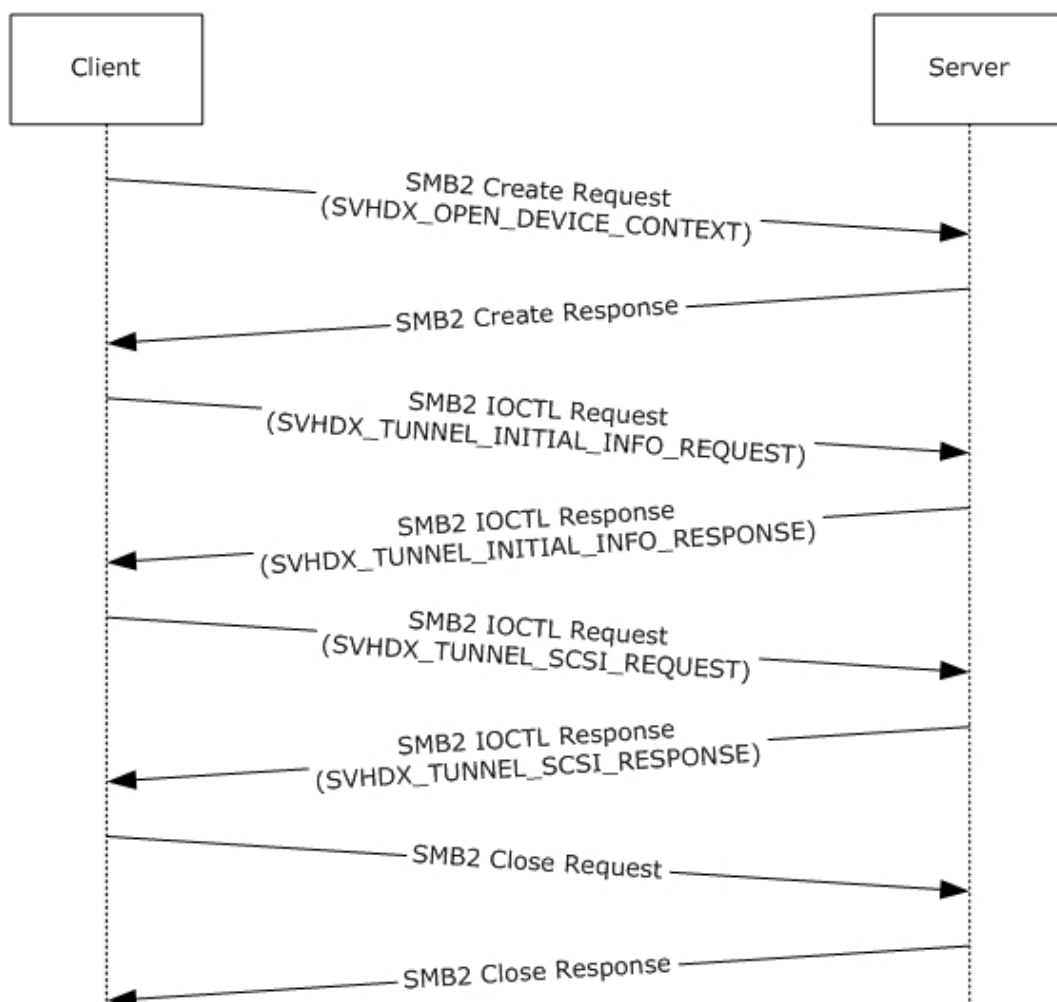 Client
Server
SMB2 Create Request
(SVHDX_OPEN_DEVICE_CONTEXT)
SMB2 Create Response
SMB2 IOCTL Request
(SVHDX_TUNNEL_INITIAL_INFO_REQUEST)
SMB2 IOCTL Response
(SVHDX_TUNNEL_INITIAL_INFO_RESPONSE)
SMB2 IOCTL Request
(SVHDX_TUNNEL_SCSI_REQUEST)
SMB2 IOCTL Response
(SVHDX_TUNNEL_SCSI_RESPONSE)
SMB2 Close Request
SMB2 Close Response